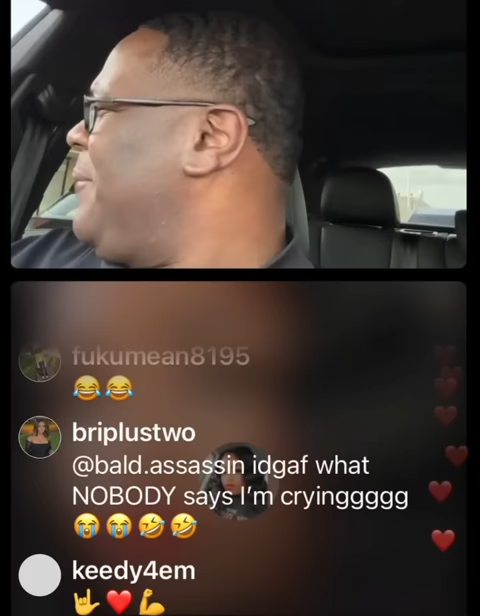 fukumean8195
😂😂
briplustwo
@bald.assassin idgaf what
NOBODY says I'm cryinggggg
😭😭🤣🤣
keedy4em
🤟❤️💪